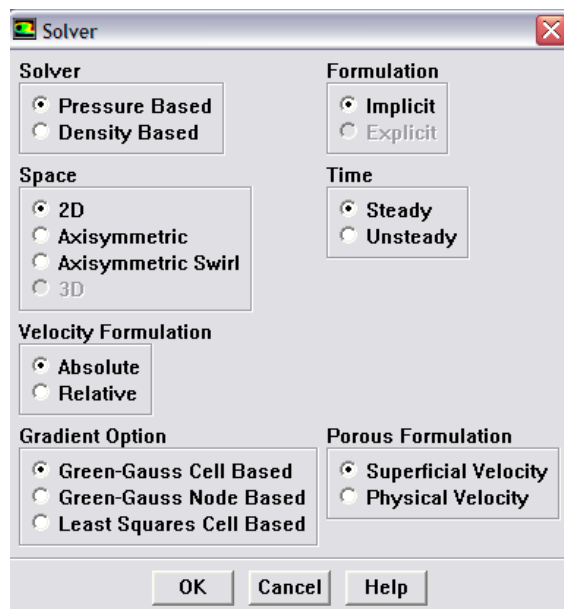 Solver
Solver
Pressure Based
Density Based
Formulation
Implicit
Explicit
Space
2D
Axisymmetric
Axisymmetric Swirl
3D
Time
Steady
Unsteady
Velocity Formulation
Absolute
Relative
Gradient Option
Green-Gauss Cell Based
Green-Gauss Node Based
Least Squares Cell Based
Porous Formulation
Superficial Velocity
Physical Velocity
OK
Cancel
Help